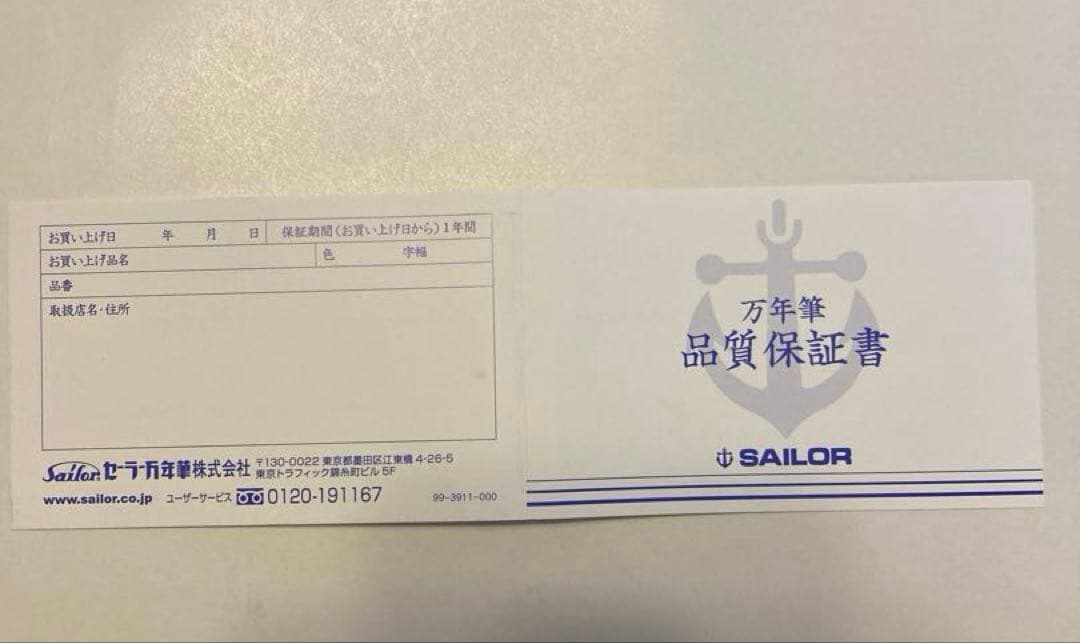 お買い上げ日 年 月 日 保証期間(お買い上げ日から)1年間
お買い上げ品名 色 字幅
品番
取扱店名・住所
Sailor セーラー万年筆株式会社 〒130-0022 東京都墨田区江東橋4-26-5
東京トラフィック錦糸町ビル5F
www.sailor.co.jp ユーザーサービス 0120-191167 99-3911-000
万年筆
品質保証書
SAILOR